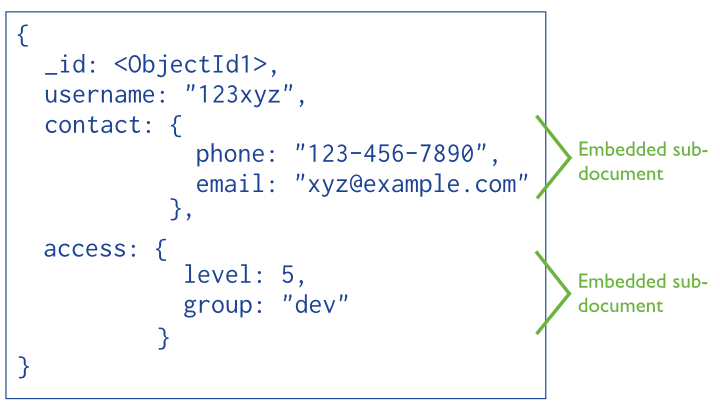 {
_id: <ObjectId1>,
username: "123xyz",
contact: {
phone: "123-456-7890",
email: "xyz@example.com"
},
Embedded sub-
document
access: {
level: 5,
group: "dev"
}
Embedded sub-
document
}